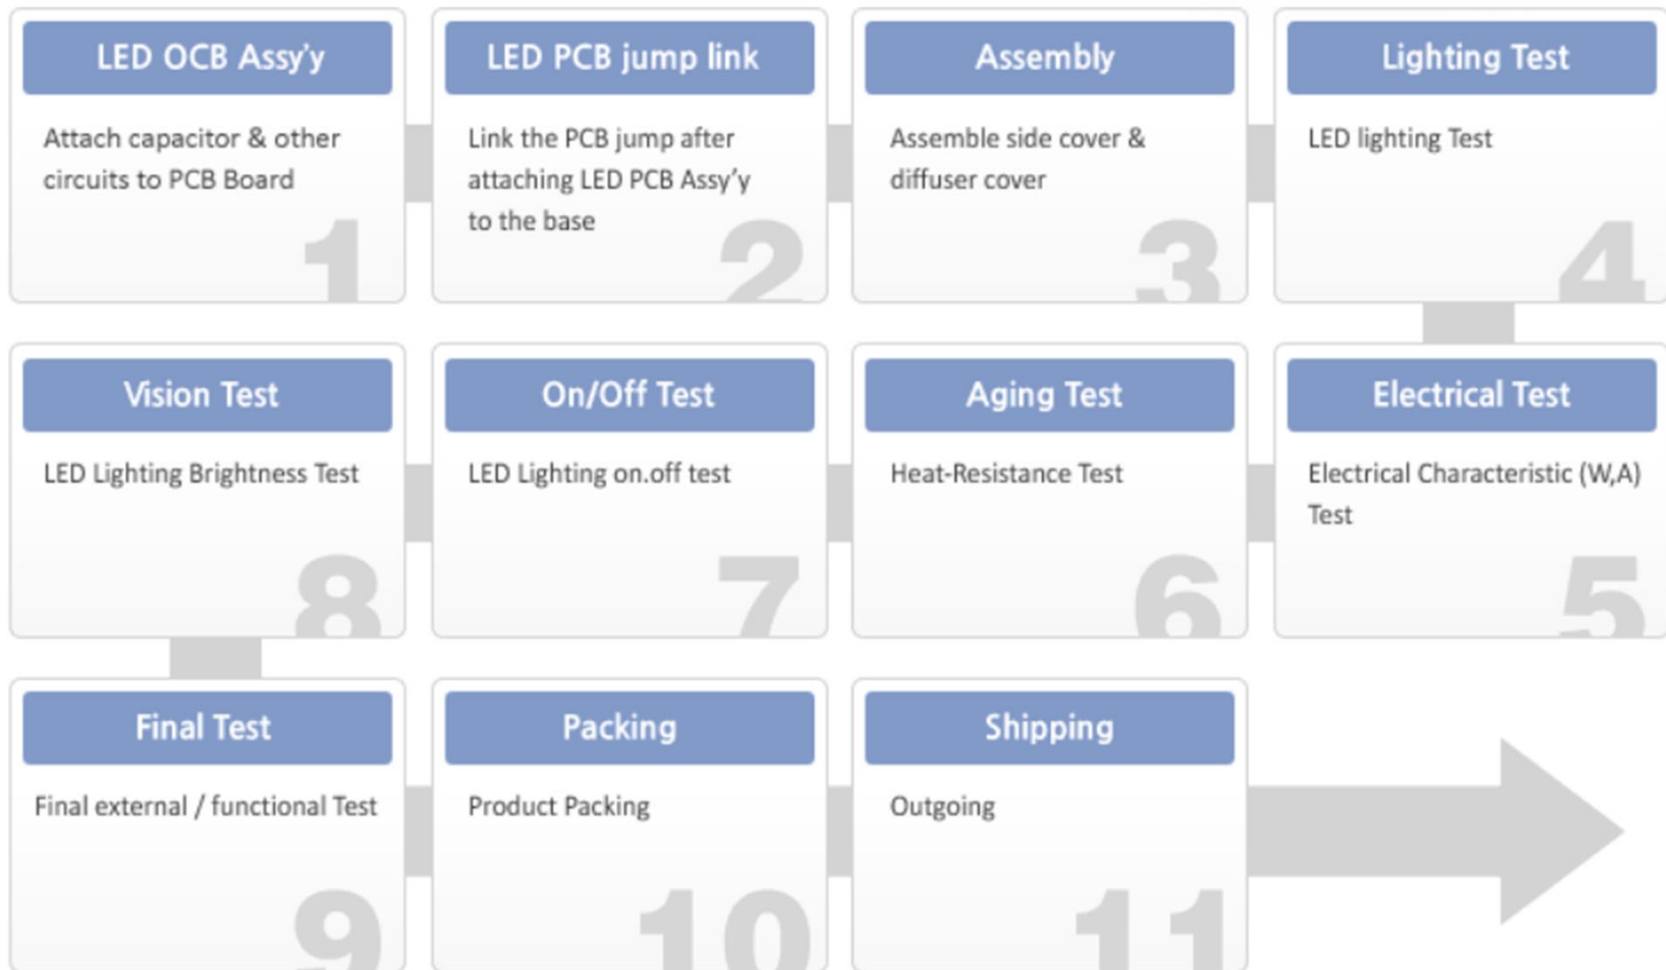 LED OCB Assy'y
Attach capacitor & other
circuits to PCB Board
1
LED PCB jump link
Link the PCB jump after
attaching LED PCB Assy'y
to the base
2
Assembly
Assemble side cover &
diffuser cover
3
Lighting Test
LED lighting Test
4
Electrical Test
Electrical Characteristic (W,A)
Test
5
Aging Test
Heat-Resistance Test
6
On/Off Test
LED Lighting on.off test
7
Vision Test
LED Lighting Brightness Test
8
Final Test
Final external / functional Test
9
Packing
Product Packing
10
Shipping
Outgoing
11